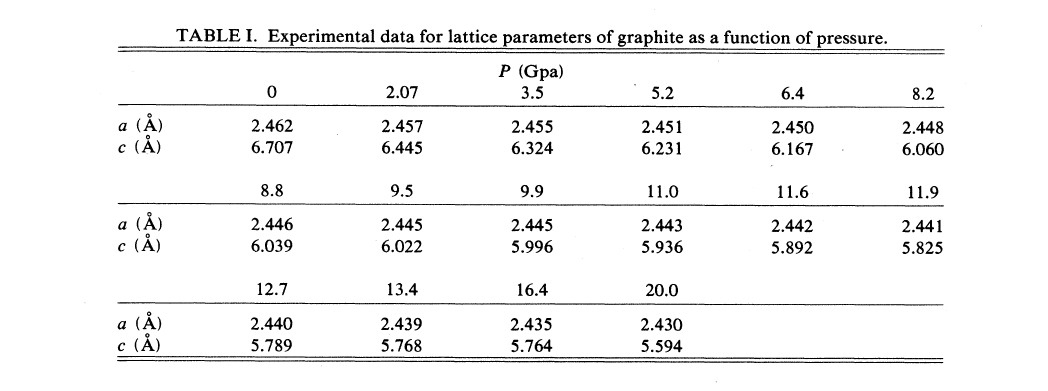 TABLE I. Experimental data for lattice parameters of graphite as a function of pressure.
P (Gpa)
0 2.07 3.5 5.2 6.4 8.2
a (Å) 2.462 2.457 2.455 2.451 2.450 2.448
c (Å) 6.707 6.445 6.324 6.231 6.167 6.060
8.8 9.5 9.9 11.0 11.6 11.9
a (Å) 2.446 2.445 2.445 2.443 2.442 2.441
c (Å) 6.039 6.022 5.996 5.936 5.892 5.825
12.7 13.4 16.4 20.0
a (Å) 2.440 2.439 2.435 2.430
c (Å) 5.789 5.768 5.764 5.594